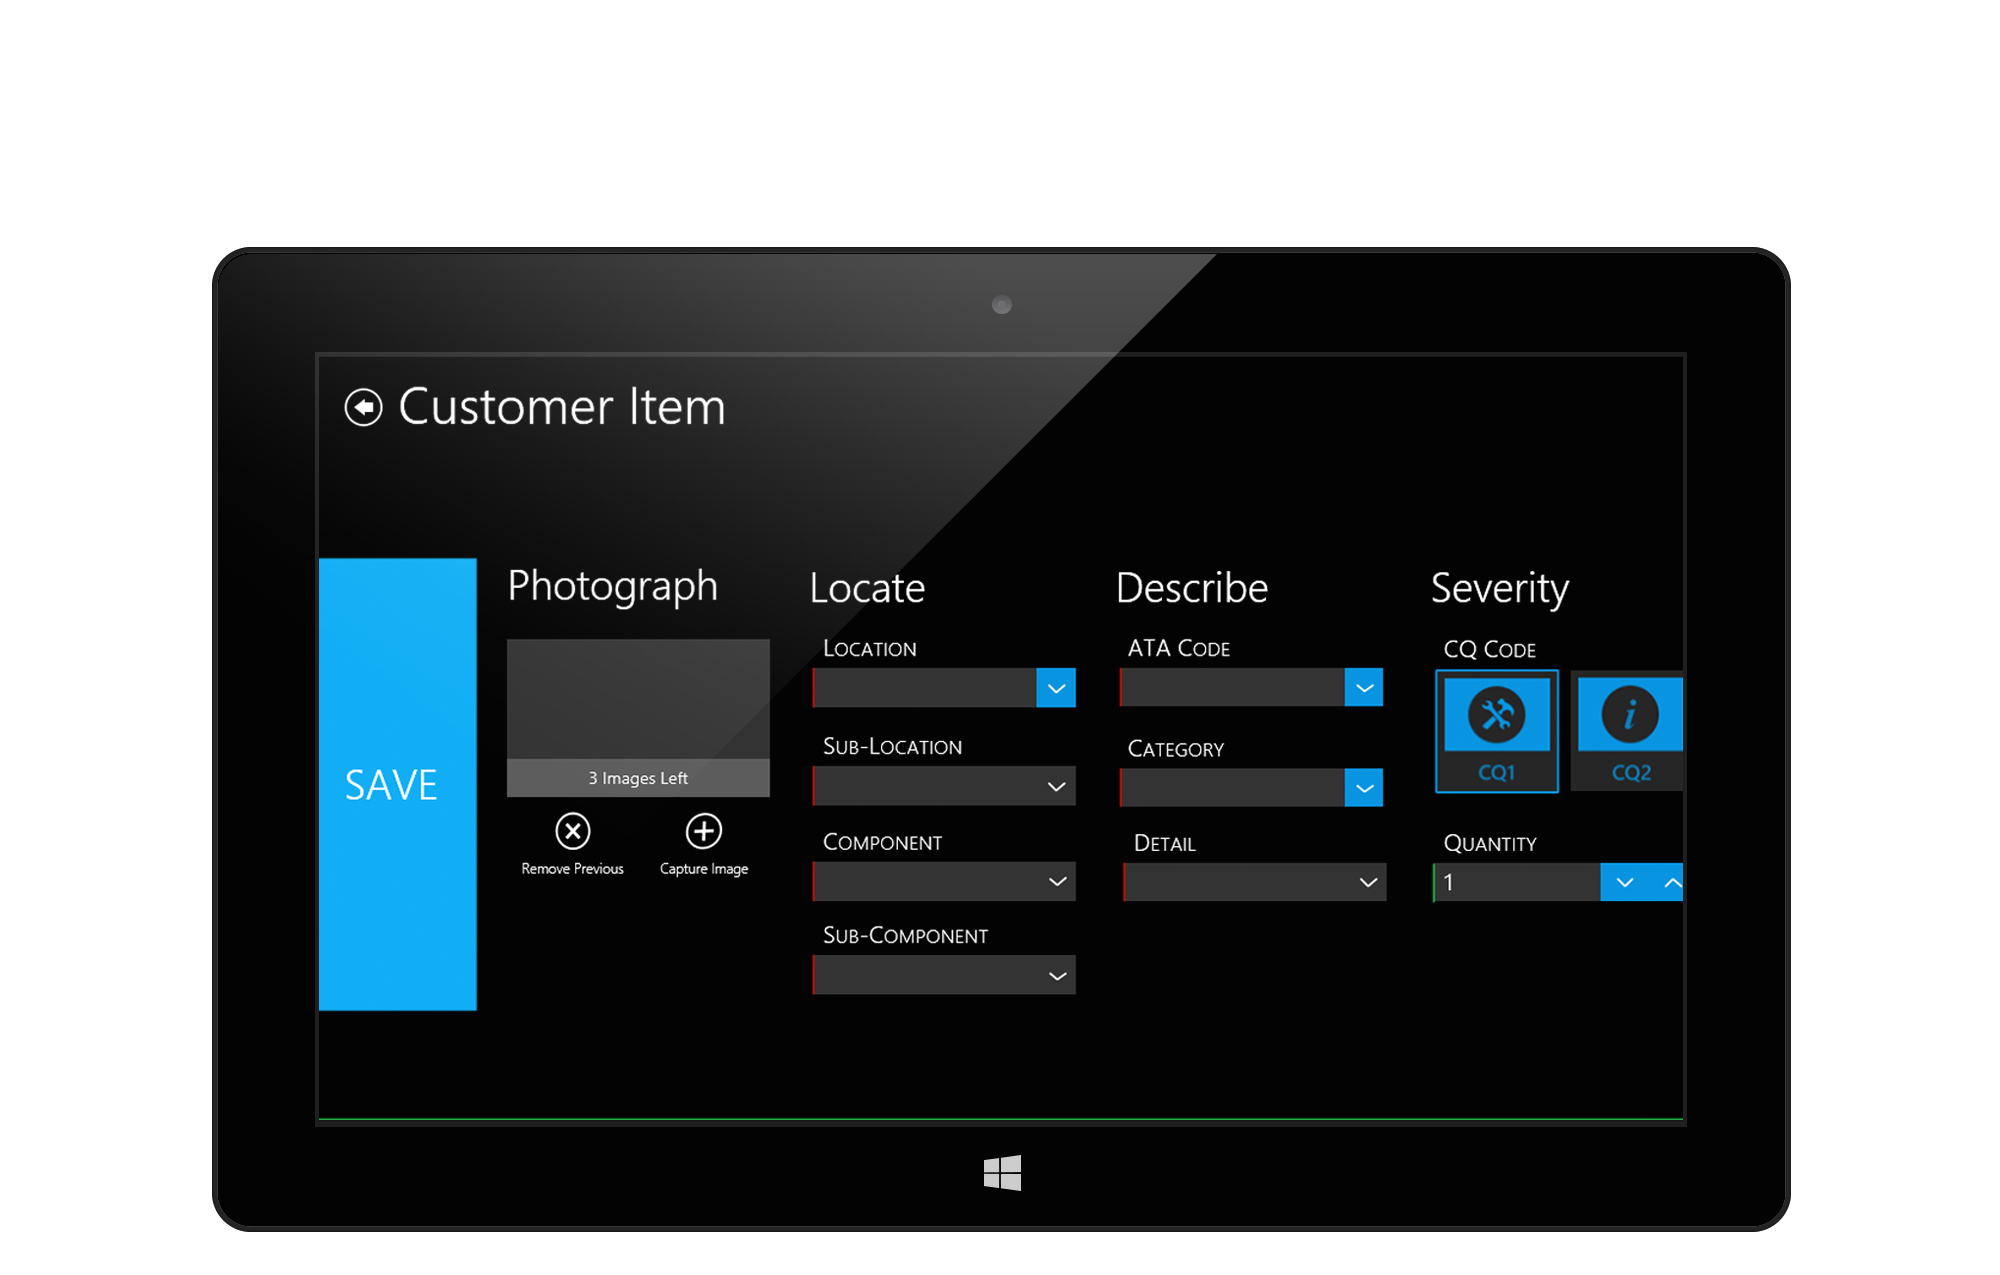 Customer Item
SAVE
Photograph
3 Images Left
Remove Previous
Capture Image
Locate
LOCATION
SUB-LOCATION
COMPONENT
SUB-COMPONENT
Describe
ATA CODE
CATEGORY
DETAIL
Severity
CQ CODE
CQ1
i
CQ2
QUANTITY
1